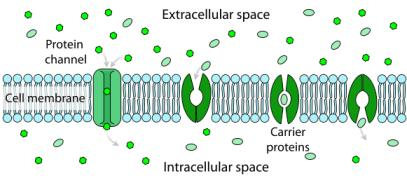 Extracellular space
Protein
channel
Cell membrane
Carrier
proteins
Intracellular space